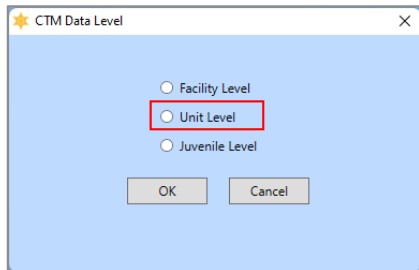 CTM Data Level
Facility Level
Unit Level
Juvenile Level
OK Cancel